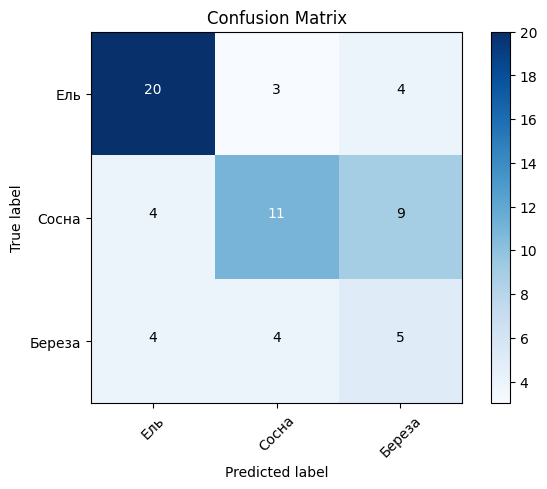 Confusion Matrix
True label
Ель
20 3 4
Сосна
4 11 9
Береза
4 4 5
Ель Сосна Береза
Predicted label
20
18
16
14
12
10
8
6
4